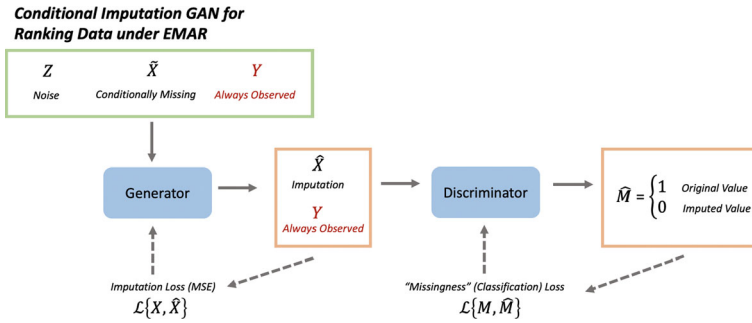 Conditional Imputation GAN for
Ranking Data under EMAR
Z X̃ Y
Noise Conditionally Missing Always Observed
Generator
X̂
Imputation
Y
Always Observed
Discriminator
M̂ = {1 Original Value
0 Imputed Value
Imputation Loss (MSE)
ℒ{X, X̂}
"Missingness" (Classification) Loss
ℒ{M, M̂}